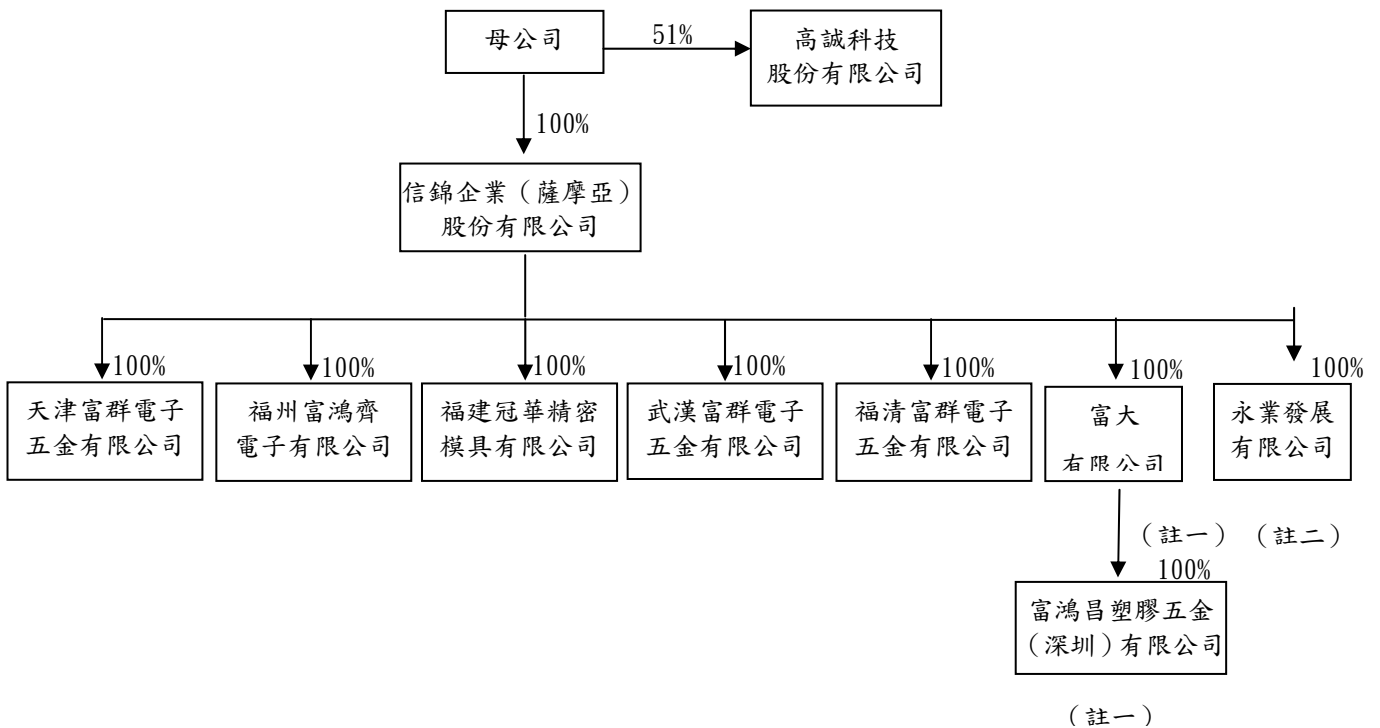 母公司
51%
高誠科技
股份有限公司
100%
信錦企業（薩摩亞）
股份有限公司
100%
100%
100%
100%
100%
100%
100%
天津富群電子
五金有限公司
福州富鴻齊
電子有限公司
福建冠華精密
模具有限公司
武漢富群電子
五金有限公司
福清富群電子
五金有限公司
富大
有限公司
永業發展
有限公司
（註一）
（註二）
100%
富鴻昌塑膠五金
（深圳）有限公司
（註一）